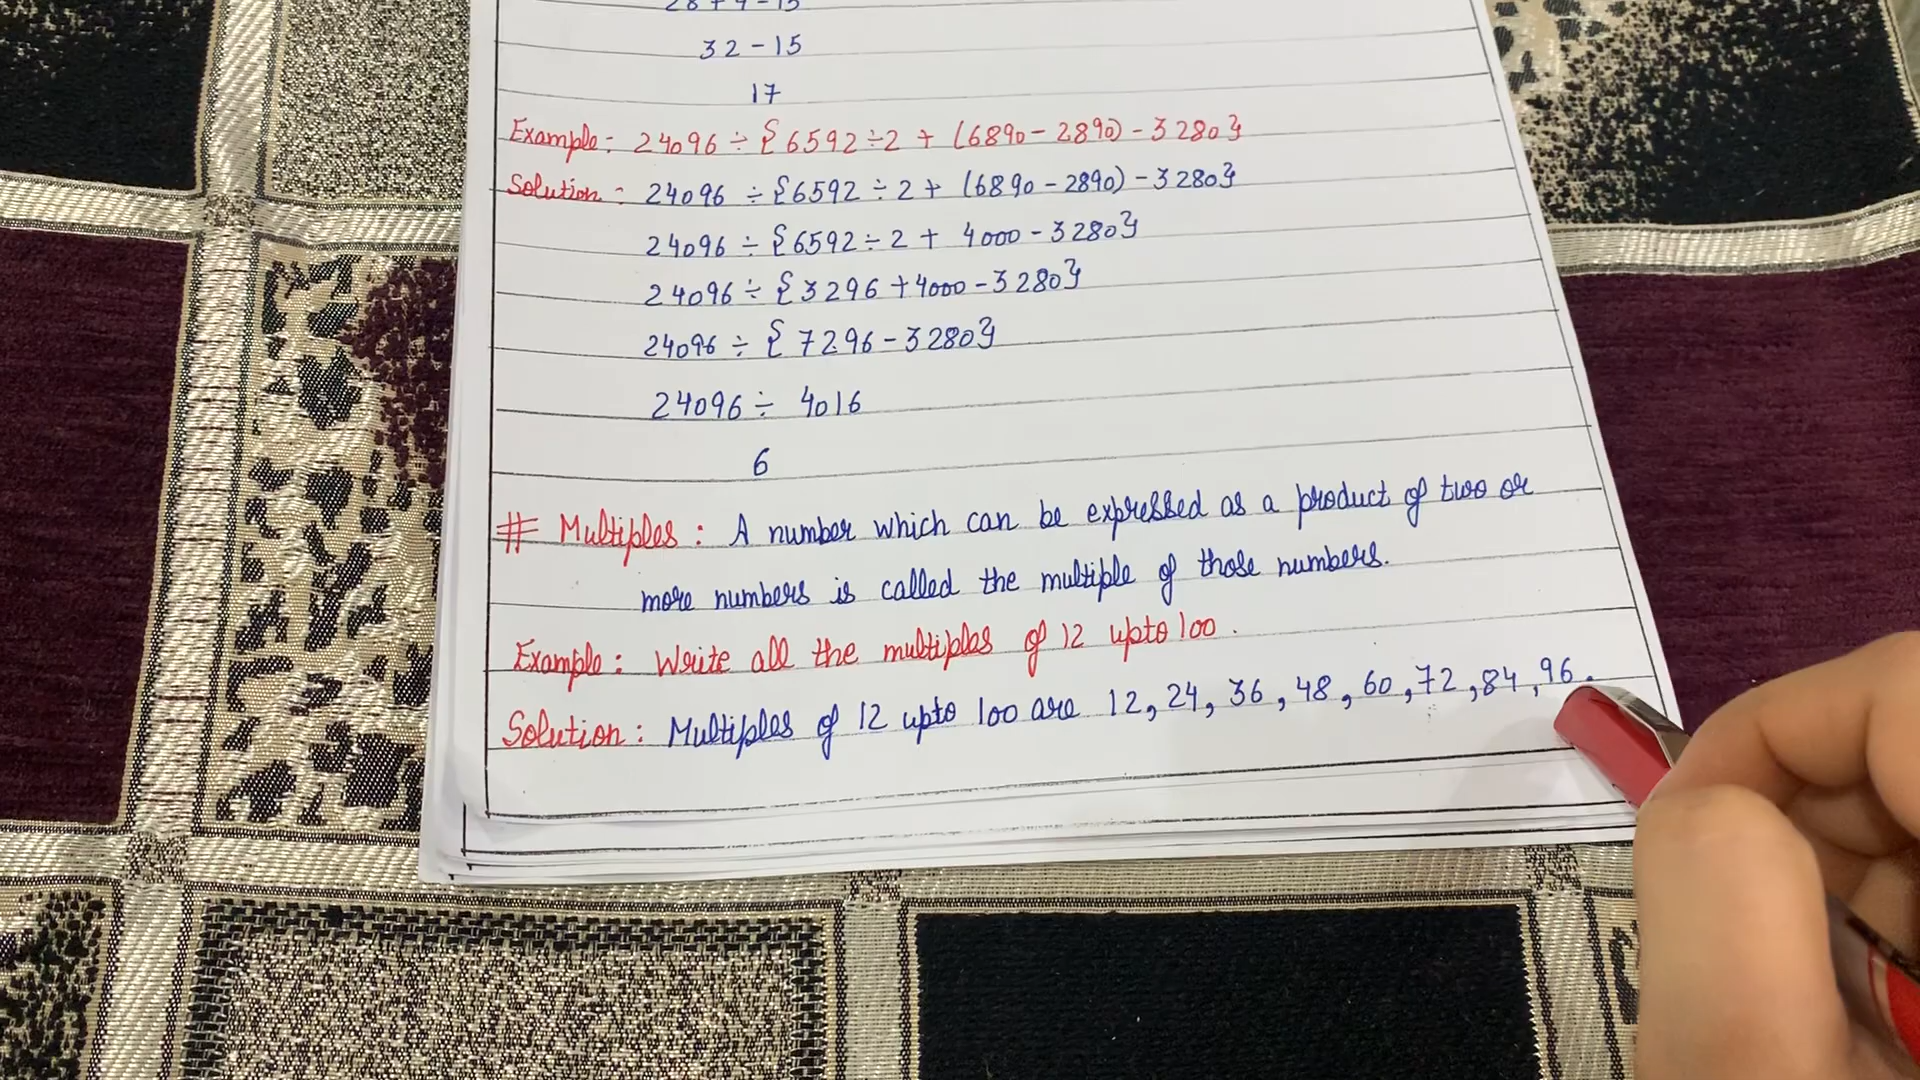 28+4-15
32-15
17
Example:- 24096 ÷ {6592÷2 + (6890-2890) -3280}
Solution:- 24096 ÷ {6592 ÷ 2 + (6890-2890) -3280}
24096 ÷ {6592÷2 + 4000-3280}
24096 ÷ {3296+4000-3280}
24096 ÷ {7296-3280}
24096 ÷ 4016
6
# Multiples: A number which can be expressed as a product of two or
more numbers is called the multiple of those numbers.
Example: Write all the multiples of 12 upto 100.
Solution: Multiples of 12 upto 100 are 12, 24, 36, 48, 60, 72, 84, 96.